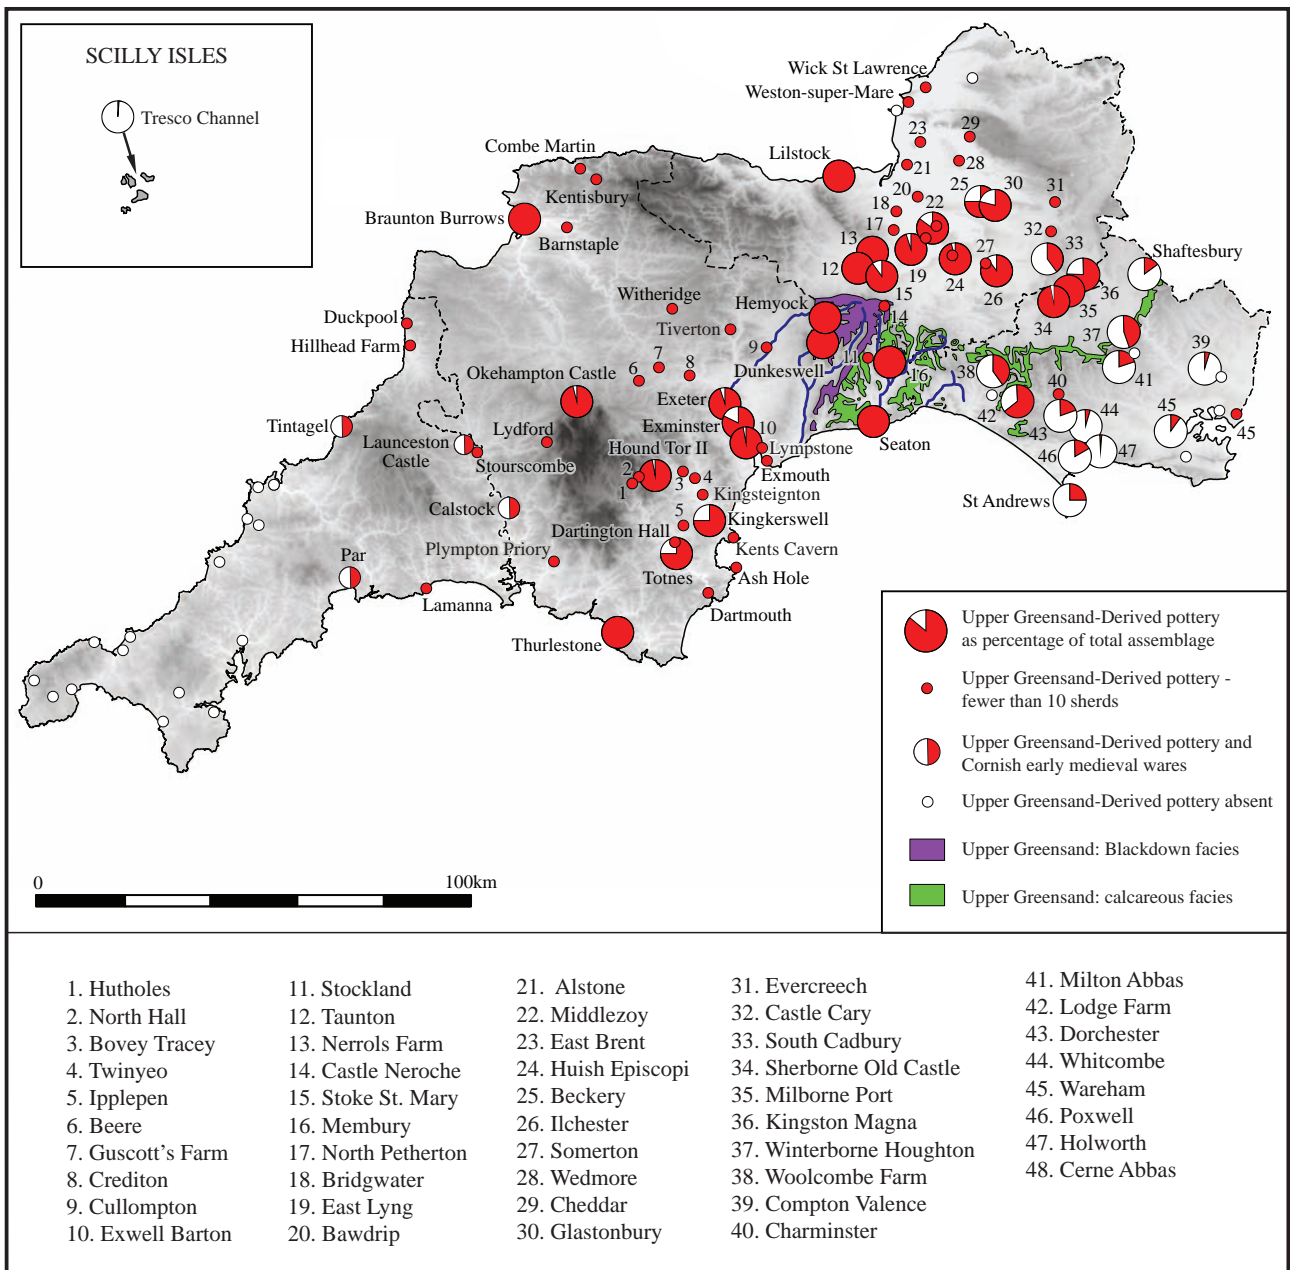 SCILLY ISLES
Tresco Channel
Wick St Lawrence
Weston-super-Mare
Combe Martin
Kentisbury
Lilstock
Braunton Burrows
Barnstaple
23
29
21
28
20
25
30
31
18
22
17
32
33
Shaftesbury
13
12
19
24
27
26
36
35
34
37
15
14
Witheridge
Hemyock
Tiverton
Duckpool
Hillhead Farm
9
Dunkeswell
11
16
38
39
41
40
42
43
44
45
45
46
47
6
7
8
Okehampton Castle
Exeter
Exminster
10
Tintagel
Launceston
Castle
Lydford
Stourscombe
Hound Tor II
Lympstone
Exmouth
Seaton
St Andrews
2
1
3
4
Kingsteignton
Calstock
5
Kingkerswell
Dartington Hall
Plympton Priory
Kents Cavern
Par
Totnes
Ash Hole
Lamanna
Dartmouth
Thurlestone
Upper Greensand-Derived pottery
as percentage of total assemblage
Upper Greensand-Derived pottery -
fewer than 10 sherds
Upper Greensand-Derived pottery and
Cornish early medieval wares
Upper Greensand-Derived pottery absent
Upper Greensand: Blackdown facies
Upper Greensand: calcareous facies
0
100km
1. Hutholes
2. North Hall
3. Bovey Tracey
4. Twinyeo
5. Ipplepen
6. Beere
7. Guscott's Farm
8. Crediton
9. Cullompton
10. Exwell Barton
11. Stockland
12. Taunton
13. Nerrols Farm
14. Castle Neroche
15. Stoke St. Mary
16. Membury
17. North Petherton
18. Bridgwater
19. East Lyng
20. Bawdrip
21. Alstone
22. Middlezoy
23. East Brent
24. Huish Episcopi
25. Beckery
26. Ilchester
27. Somerton
28. Wedmore
29. Cheddar
30. Glastonbury
31. Evercreech
32. Castle Cary
33. South Cadbury
34. Sherborne Old Castle
35. Milborne Port
36. Kingston Magna
37. Winterborne Houghton
38. Woolcombe Farm
39. Compton Valence
40. Charminster
41. Milton Abbas
42. Lodge Farm
43. Dorchester
44. Whitcombe
45. Wareham
46. Poxwell
47. Holworth
48. Cerne Abbas